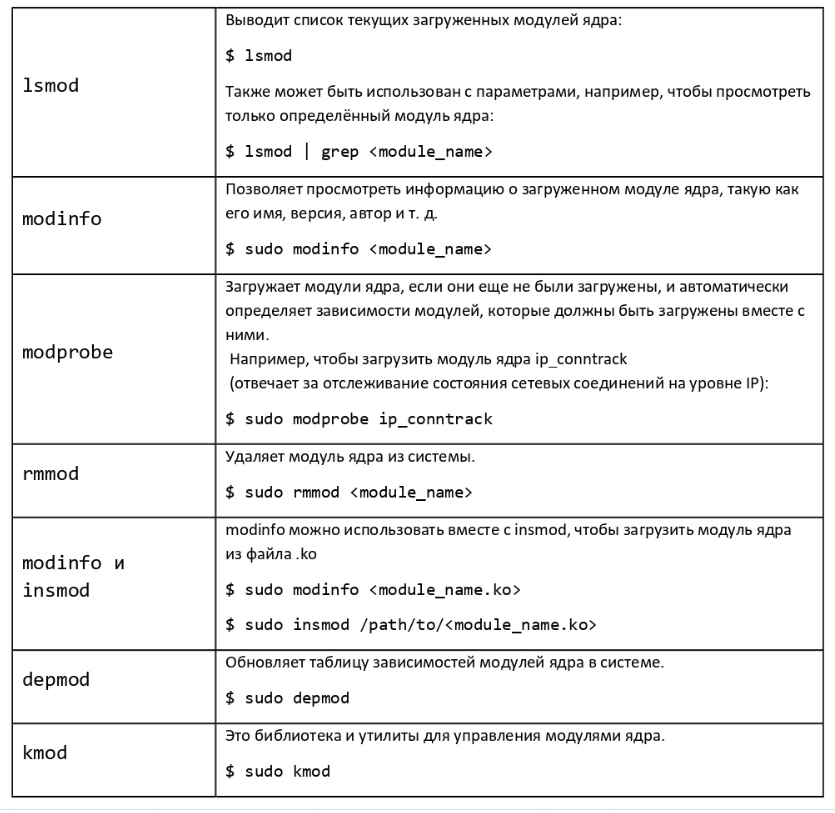 lsmod
Выводит список текущих загруженных модулей ядра:
$ lsmod
Также может быть использован с параметрами, например, чтобы просмотреть
только определённый модуль ядра:
$ lsmod | grep <module_name>
modinfo
Позволяет просмотреть информацию о загруженном модуле ядра, такую как
его имя, версия, автор и т. д.
$ sudo modinfo <module_name>
modprobe
Загружает модули ядра, если они еще не были загружены, и автоматически
определяет зависимости модулей, которые должны быть загружены вместе с
ними.
Например, чтобы загрузить модуль ядра ip_conntrack
(отвечает за отслеживание состояния сетевых соединений на уровне IP):
$ sudo modprobe ip_conntrack
rmmod
Удаляет модуль ядра из системы.
$ sudo rmmod <module_name>
modinfo и
insmod
modinfo можно использовать вместе с insmod, чтобы загрузить модуль ядра
из файла .ko
$ sudo modinfo <module_name.ko>
$ sudo insmod /path/to/<module_name.ko>
depmod
Обновляет таблицу зависимостей модулей ядра в системе.
$ sudo depmod
kmod
Это библиотека и утилиты для управления модулями ядра.
$ sudo kmod